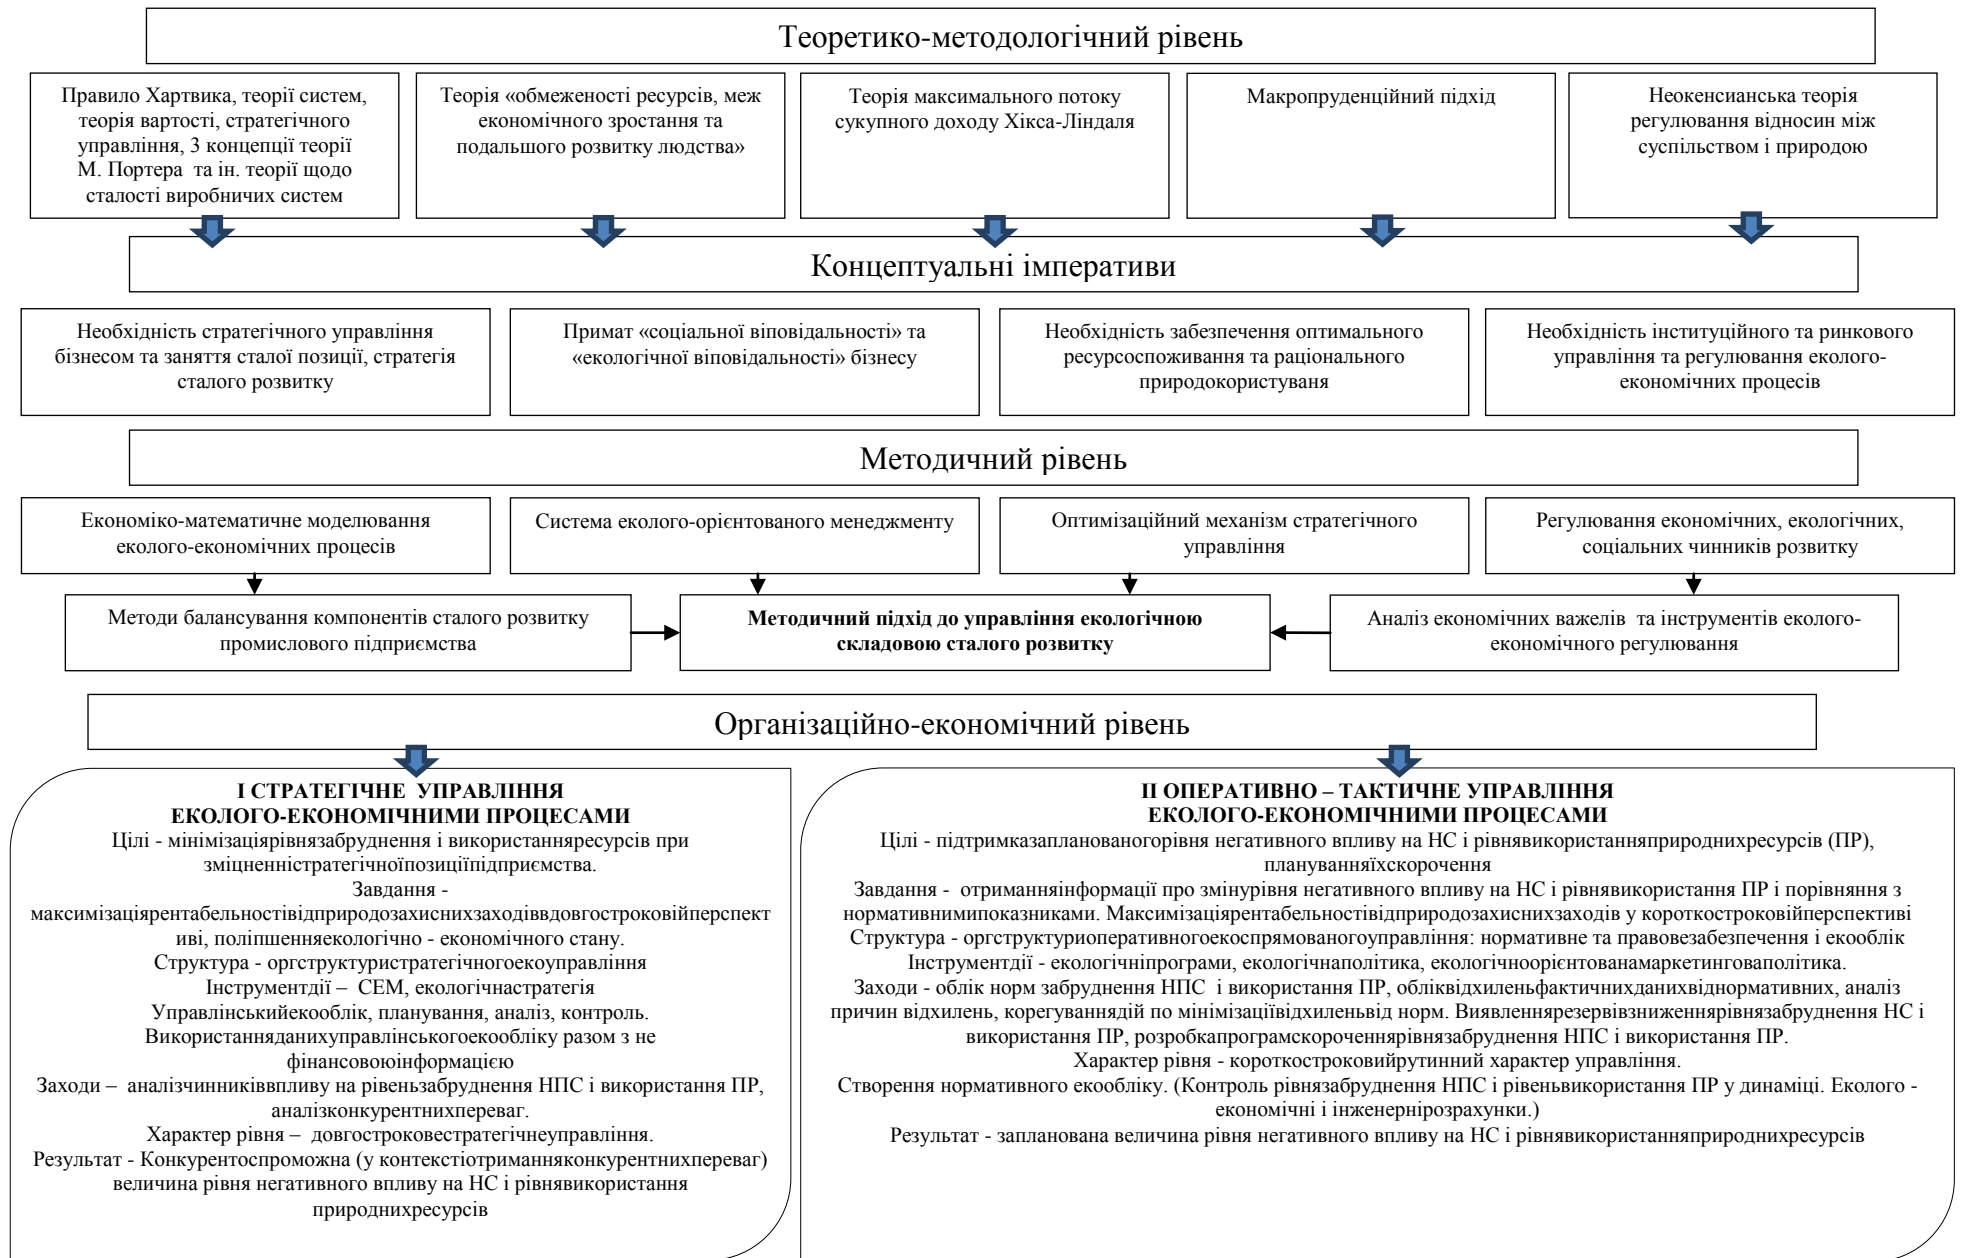 Теоретико-методологічний рівень
Правило Хартвика, теорії систем,
теорія вартості, стратегічного
управління, 3 концепції теорії
М. Портера та ін. теорії щодо
сталості виробничих систем
Теорія «обмеженості ресурсів, меж
економічного зростання та
подальшого розвитку людства»
Теорія максимального потоку
сукупного доходу Хікса-Ліндаля
Макропруденційний підхід
Неокенсианська теорія
регулювання відносин між
суспільством і природою
Концептуальні імперативи
Необхідність стратегічного управління
бізнесом та заняття сталої позиції, стратегія
сталого розвитку
Примат «соціальної віповідальності» та
«екологічної віповідальності» бізнесу
Необхідність забезпечення оптимального
ресурсоспоживання та раціонального
природокористуваня
Необхідність інституційного та ринкового
управління та регулювання еколого-
економічних процесів
Методичний рівень
Економіко-математичне моделювання
еколого-економічних процесів
Система еколого-орієнтованого менеджменту
Оптимізаційний механізм стратегічного
управління
Регулювання економічних, екологічних,
соціальних чинників розвитку
Методи балансування компонентів сталого розвитку
промислового підприємства
Методичний підхід до управління екологічною
складовою сталого розвитку
Аналіз економічних важелів та інструментів еколого-
економічного регулювання
Організаційно-економічний рівень
І СТРАТЕГІЧНЕ УПРАВЛІННЯ
ЕКОЛОГО-ЕКОНОМІЧНИМИ ПРОЦЕСАМИ
Цілі - мінімізаціярівнязабруднення і використанняресурсів при
зміцненністратегічноїпозиціїпідприємства.
Завдання -
максимізаціярентабельностівідприродозахиснихзаходіввдовгостроковійперспект
иві, поліпшенняекологічно - економічного стану.
Структура - оргструктуристратегічногоекоуправління
Інструментдії – СЕМ, екологічнастратегія
Управлінськийекооблік, планування, аналіз, контроль.
Використанняданихуправлінськогоекообліку разом з не
фінансовоюінформацією
Заходи – аналізчинниківвпливу на рівеньзабруднення НПС і використання ПР,
аналізконкурентнихпереваг.
Характер рівня – довгостроковестратегічнеуправління.
Результат - Конкурентоспроможна (у контекстіотриманняконкурентнихпереваг)
величина рівня негативного впливу на НС і рівнявикористання
природнихресурсів
ІІ ОПЕРАТИВНО – ТАКТИЧНЕ УПРАВЛІННЯ
ЕКОЛОГО-ЕКОНОМІЧНИМИ ПРОЦЕСАМИ
Цілі - підтримказапланованогорівня негативного впливу на НС і рівнявикористанняприроднихресурсів (ПР),
плануванняїхскорочення
Завдання - отриманняінформації про змінурівня негативного впливу на НС і рівнявикористання ПР і порівняння з
нормативнимипоказниками. Максимізаціярентабельностівідприродозахиснихзаходів у короткостроковійперспективі
Структура - оргструктуриоперативногоекоспрямованогоуправління: нормативне та правовезабезпечення і екооблік
Інструментдії - екологічніпрограми, екологічнаполітика, екологічноорієнтованамаркетинговаполітика.
Заходи - облік норм забруднення НПС і використання ПР, обліквідхиленьфактичнихданихвіднормативних, аналіз
причин відхилень, корегуваннядій по мінімізаціївідхиленьвід норм. Виявленнярезервівзниженнярівнязабруднення НС і
використання ПР, розробкапрограмскороченнярівнязабруднення НПС і використання ПР.
Характер рівня - короткостроковийрутинний характер управління.
Створення нормативного екообліку. (Контроль рівнязабруднення НПС і рівеньвикористання ПР у динаміці. Еколого -
економічні і інженернірозрахунки.)
Результат - запланована величина рівня негативного впливу на НС і рівнявикористанняприроднихресурсів